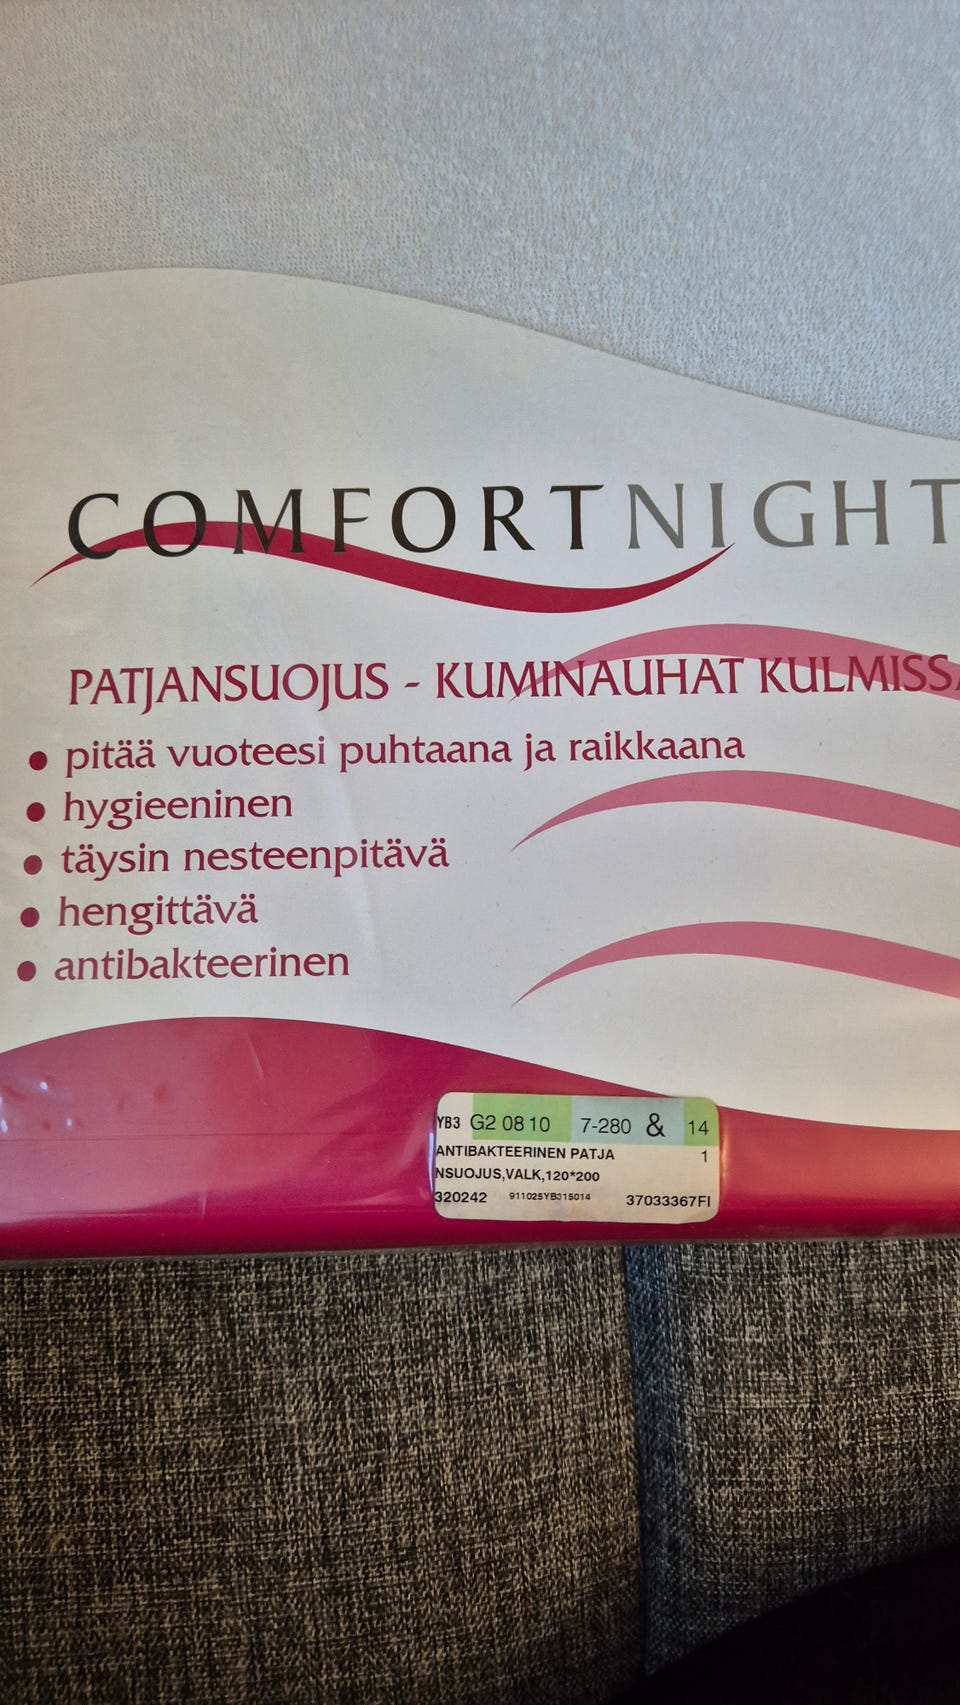 COMFORTNIGHT
PATJANSUOJUS - KUMINAUHAT KULMISSA
• pitää vuoteesi puhtaana ja raikkaana
• hygieeninen
• täysin nesteenpitävä
• hengittävä
• antibakteerinen
YB3 G2 08 10 7-280 & 14
ANTIBAKTEERINEN PATJA 1
NSUOJUS,VALK,120*200
320242 911025YB315014 37033367FI